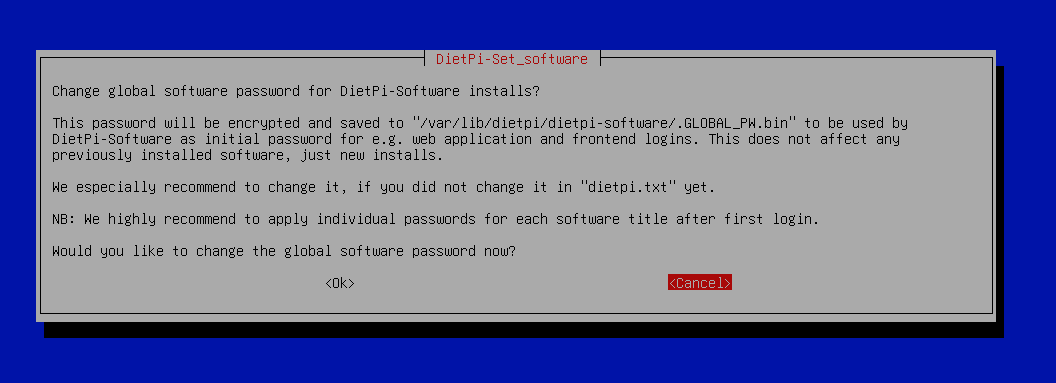 DietPi-Set_software
Change global software password for DietPi-Software installs?
This password will be encrypted and saved to "/var/lib/dietpi/dietpi-software/.GLOBAL_PW.bin" to be used by
DietPi-Software as initial password for e.g. web application and frontend logins. This does not affect any
previously installed software, just new installs.
We especially recommend to change it, if you did not change it in "dietpi.txt" yet.
NB: We highly recommend to apply individual passwords for each software title after first login.
Would you like to change the global software password now?
<Ok> <Cancel>